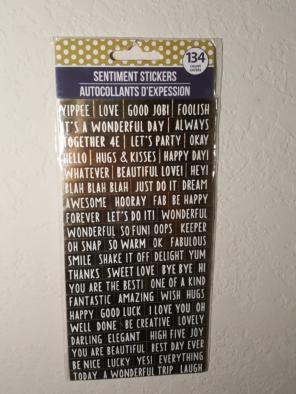 134
SENTIMENT STICKERS
AUTOCOLLANTS D'EXPESSION
YIPPEE LOVE GOOD JOB! FOOLISH
IT'S A WONDERFUL DAY ALWAYS
TOGETHER 4E LET'S PARTY OKAY
HELLO HUGS & KISSES HAPPY DAY!
WHATEVER BEAUTIFUL LOVE! HEY!
BLAH BLAH BLAH JUST DO IT DREAM
AWESOME HOORAY FAB BE HAPPY
FOREVER LET'S DO IT! WONDERFUL
WONDERFUL SO FUN! OOPS KEEPER
OH SNAP SO WARM OK FABULOUS
SMILE SHAKE IT OFF DELIGHT YUM
THANKS SWEET LOVE BYE BYE HI
YOU ARE THE BEST! ONE OF A KIND
FANTASTIC AMAZING WISH HUGS
HAPPY GOOD LUCK I LOVE YOU OH
WELL DONE BE CREATIVE LOVELY
DARLING ELEGANT HIGH FIVE JOY
YOU ARE BEAUTIFUL BEST DAY EVER
BE NICE LUCKY YES! EVERYTHING
TODAY A WONDERFUL TRIP LAUGH